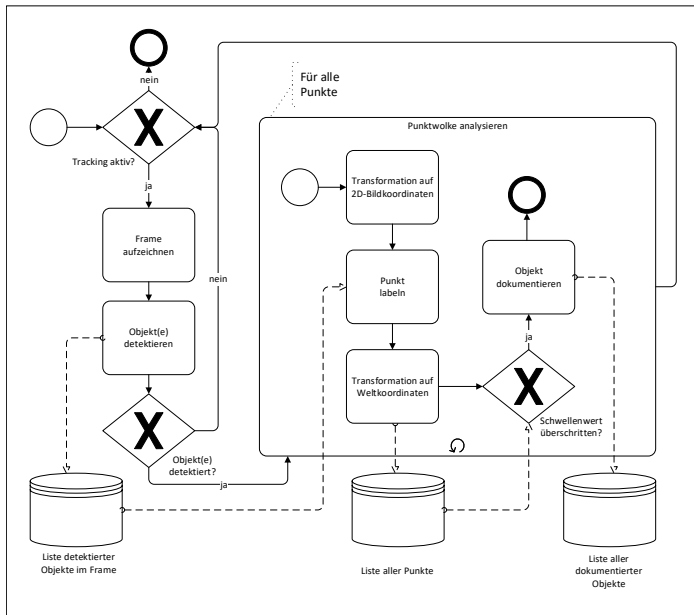 nein
Für alle
Punkte
Punktwolke analysieren
Tracking aktiv?
ja
Transformation auf
2D-Bildkoordinaten
Frame
aufzeichnen
nein
Punkt
labeln
Objekt
dokumentieren
Objekt(e)
detektieren
ja
Transformation auf
Weltkoordinaten
Schwellenwert
überschritten?
Objekt(e)
detektiert?
ja
Liste detektierter
Objekte im Frame
Liste aller Punkte
Liste aller
dokumentierter
Objekte